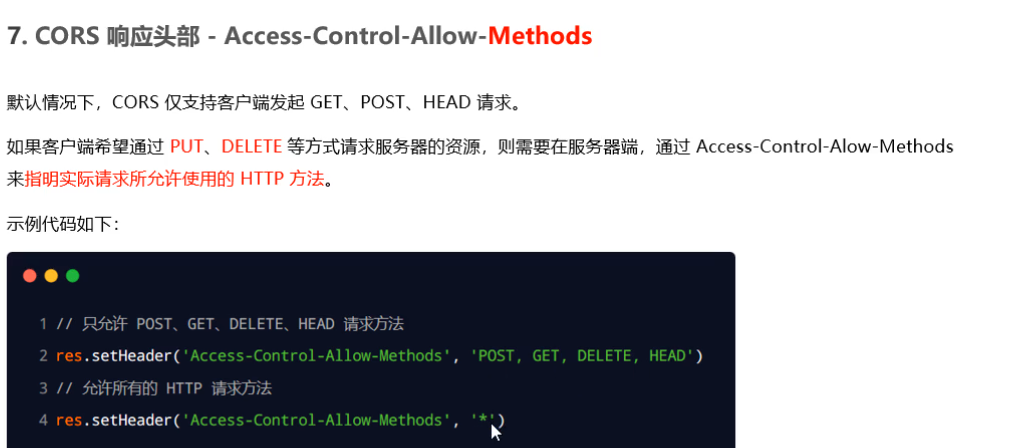 7. CORS 响应头部 - Access-Control-Allow-Methods
默认情况下，CORS 仅支持客户端发起 GET、POST、HEAD 请求。
如果客户端希望通过 PUT、DELETE 等方式请求服务器的资源，则需要在服务器端，通过 Access-Control-Alow-Methods
来指明实际请求所允许使用的 HTTP 方法。
示例代码如下：
1 // 只允许 POST、GET、DELETE、HEAD 请求方法
2 res.setHeader('Access-Control-Allow-Methods', 'POST, GET, DELETE, HEAD')
3 // 允许所有的 HTTP 请求方法
4 res.setHeader('Access-Control-Allow-Methods', '*')